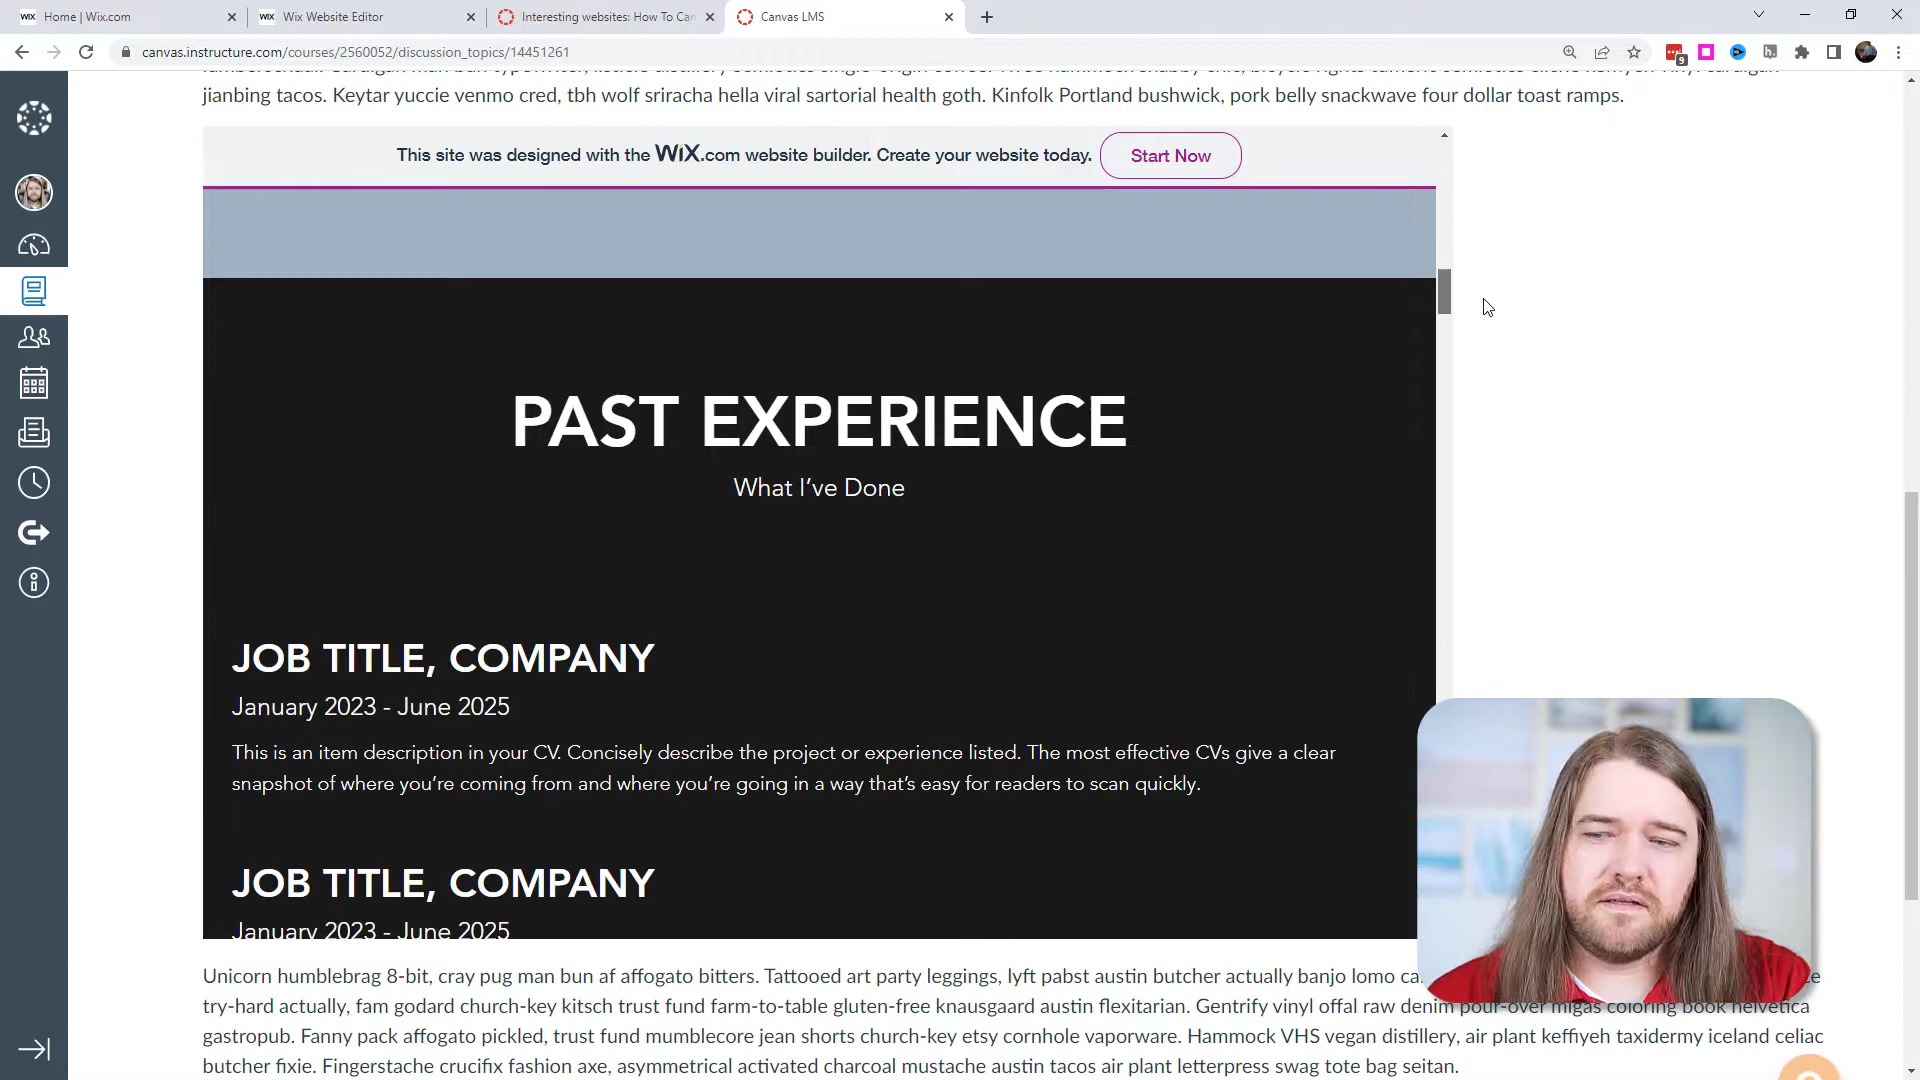 Home | Wix.com
Wix Website Editor
Interesting websites: How To Can
Canvas LMS
canvas.instructure.com/courses/2560052/discussion_topics/14451261
9
jianbing tacos. Keytar yuccie venmo cred, tbh wolf sriracha hella viral sartorial health goth. Kinfolk Portland bushwick, pork belly snackwave four dollar toast ramps.
This site was designed with the WiX.com website builder. Create your website today.
Start Now
PAST EXPERIENCE
What I've Done
JOB TITLE, COMPANY
January 2023 - June 2025
This is an item description in your CV. Concisely describe the project or experience listed. The most effective CVs give a clear
snapshot of where you're coming from and where you're going in a way that's easy for readers to scan quickly.
JOB TITLE, COMPANY
January 2023 - June 2025
Unicorn humblebrag 8-bit, cray pug man bun af affogato bitters. Tattooed art party leggings, lyft pabst austin butcher actually banjo lomo
try-hard actually, fam godard church-key kitsch trust fund farm-to-table gluten-free knausgaard austin flexitarian. Gentrify vinyl offal raw denim pour-over migas coloring book helvetica
gastropub. Fanny pack affogato pickled, trust fund mumblecore jean shorts church-key etsy cornhole vaporware. Hammock VHS vegan distillery, air plant keffiyeh taxidermy iceland celiac
butcher fixie. Fingerstache crucifix fashion axe, asymmetrical activated charcoal mustache austin tacos air plant letterpress swag tote bag seitan.